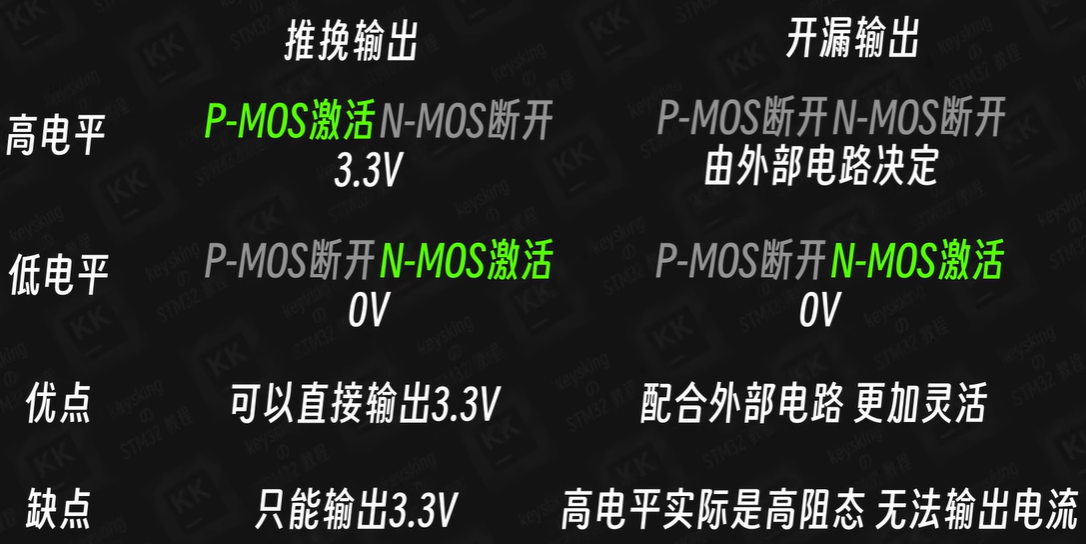 推挽输出 开漏输出
高电平 P-MOS激活 N-MOS断开 P-MOS断开 N-MOS断开
3.3V 由外部电路决定
低电平 P-MOS断开 N-MOS激活 P-MOS断开 N-MOS激活
0V 0V
优点 可以直接输出3.3V 配合外部电路 更加灵活
缺点 只能输出3.3V 高电平实际是高阻态 无法输出电流